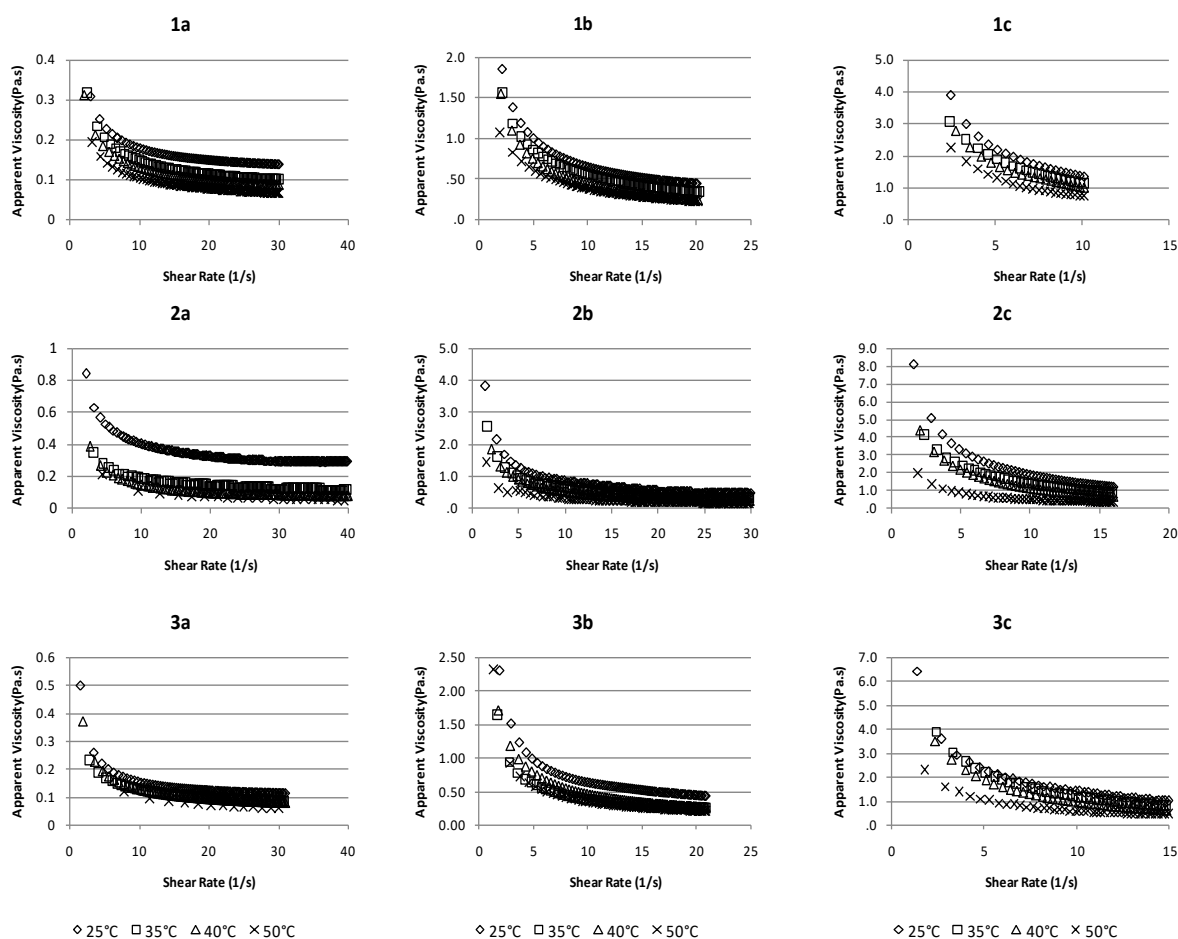 1a
Apparent Viscosity(Pa.s)
0.4
0.3
0.2
0.1
0
0 10 20 30 40
Shear Rate (1/s)
1b
Apparent Viscosity(Pa.s)
2.0
1.50
1.0
.50
.0
0 5 10 15 20 25
Shear Rate (1/s)
1c
Apparent Viscosity(Pa.s)
5.0
4.0
3.0
2.0
1.0
.0
0 5 10 15
Shear Rate (1/s)
2a
Apparent Viscosity(Pa.s)
1
0.8
0.6
0.4
0.2
0
0 10 20 30 40
Shear Rate (1/s)
2b
Apparent Viscosity(Pa.s)
5.0
4.0
3.0
2.0
1.0
.0
0 5 10 15 20 25 30
Shear Rate (1/s)
2c
Apparent Viscosity(Pa.s)
9.0
8.0
7.0
6.0
5.0
4.0
3.0
2.0
1.0
.0
0 5 10 15 20
Shear Rate (1/s)
3a
Apparent Viscosity(Pa.s)
0.6
0.5
0.4
0.3
0.2
0.1
0
0 10 20 30 40
Shear Rate (1/s)
3b
Apparent Viscosity(Pa.s)
2.50
2.00
1.50
1.00
0.50
0.00
0 5 10 15 20 25
Shear Rate (1/s)
3c
Apparent Viscosity(Pa.s)
7.0
6.0
5.0
4.0
3.0
2.0
1.0
.0
0 5 10 15
Shear Rate (1/s)
25°C 35°C 40°C 50°C
25°C 35°C 40°C 50°C
25°C 35°C 40°C 50°C